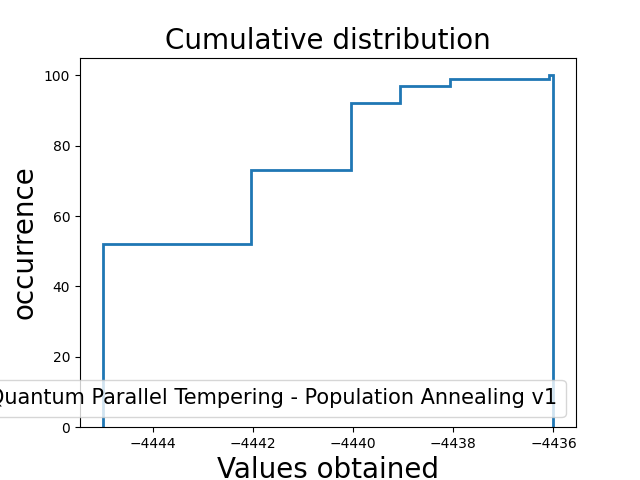 Cumulative distribution
occurrence
100
80
60
40
20
0
Quantum Parallel Tempering - Population Annealing v1
−4444 −4442 −4440 −4438 −4436
Values obtained